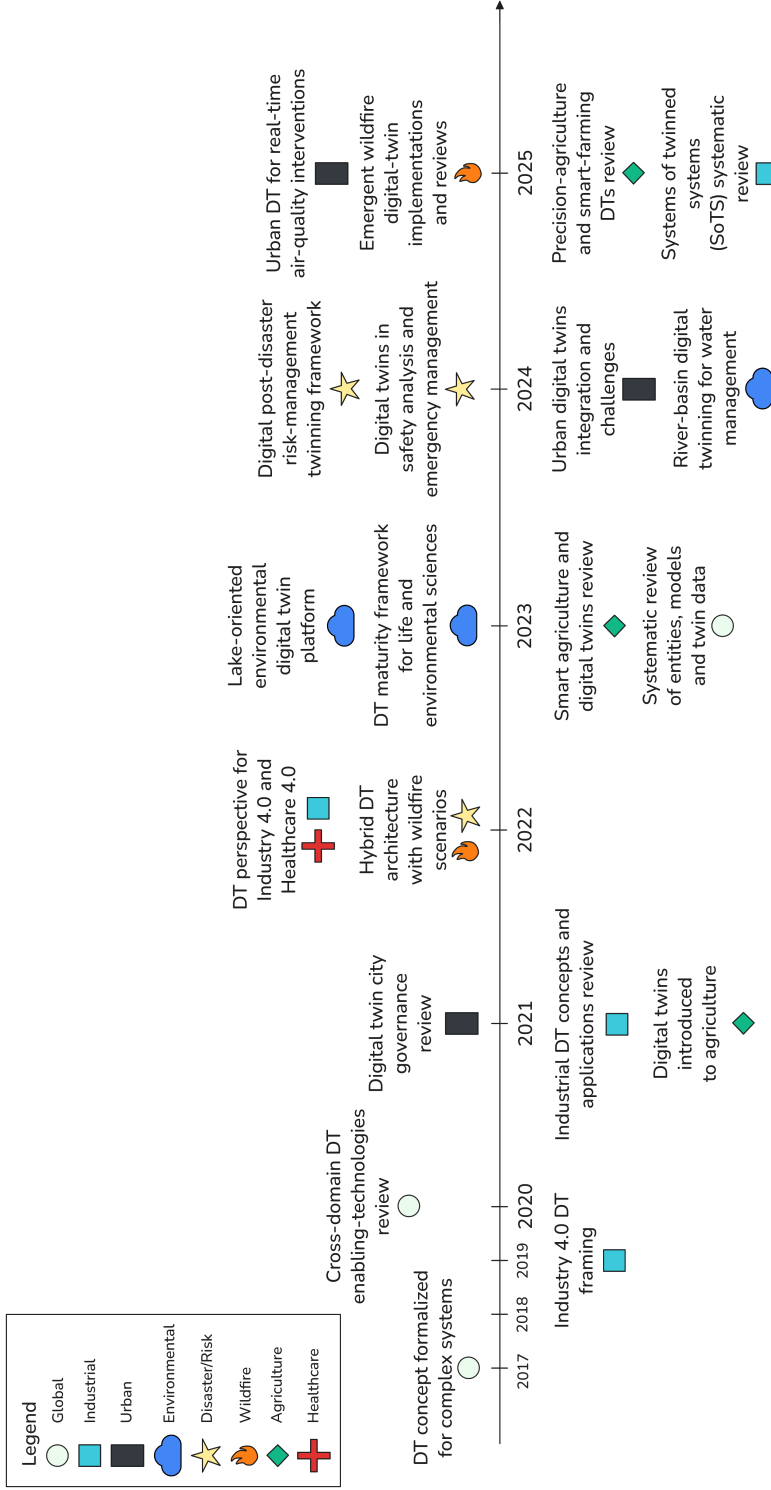 Legend
Global
Industrial
Urban
Environmental
Disaster/Risk
Wildfire
Agriculture
Healthcare
DT concept formalized
for complex systems
Cross-domain DT
enabling-technologies
review
Digital twin city
governance
review
DT perspective for
Industry 4.0 and
Healthcare 4.0
Hybrid DT
architecture
with wildfire
scenarios
Lake-oriented
environmental
digital twin
platform
DT maturity framework
for life and
environmental sciences
Digital post-disaster
risk-management
twinning framework
Digital twins in
safety analysis and
emergency management
Urban DT for real-time
air-quality interventions
Emergent wildfire
digital-twin
implementations
and reviews
2017
2018
2019
2020
2021
2022
2023
2024
2025
Industry 4.0 DT
framing
Industrial DT concepts and
applications review
Digital twins
introduced
to agriculture
Smart agriculture and
digital twins review
Systematic review
of entities, models
and twin data
Urban digital twins
integration and
challenges
River-basin digital
twinning for water
management
Precision-agriculture
and smart-farming
DTs review
Systems of twinned
systems
(SoTS) systematic
review